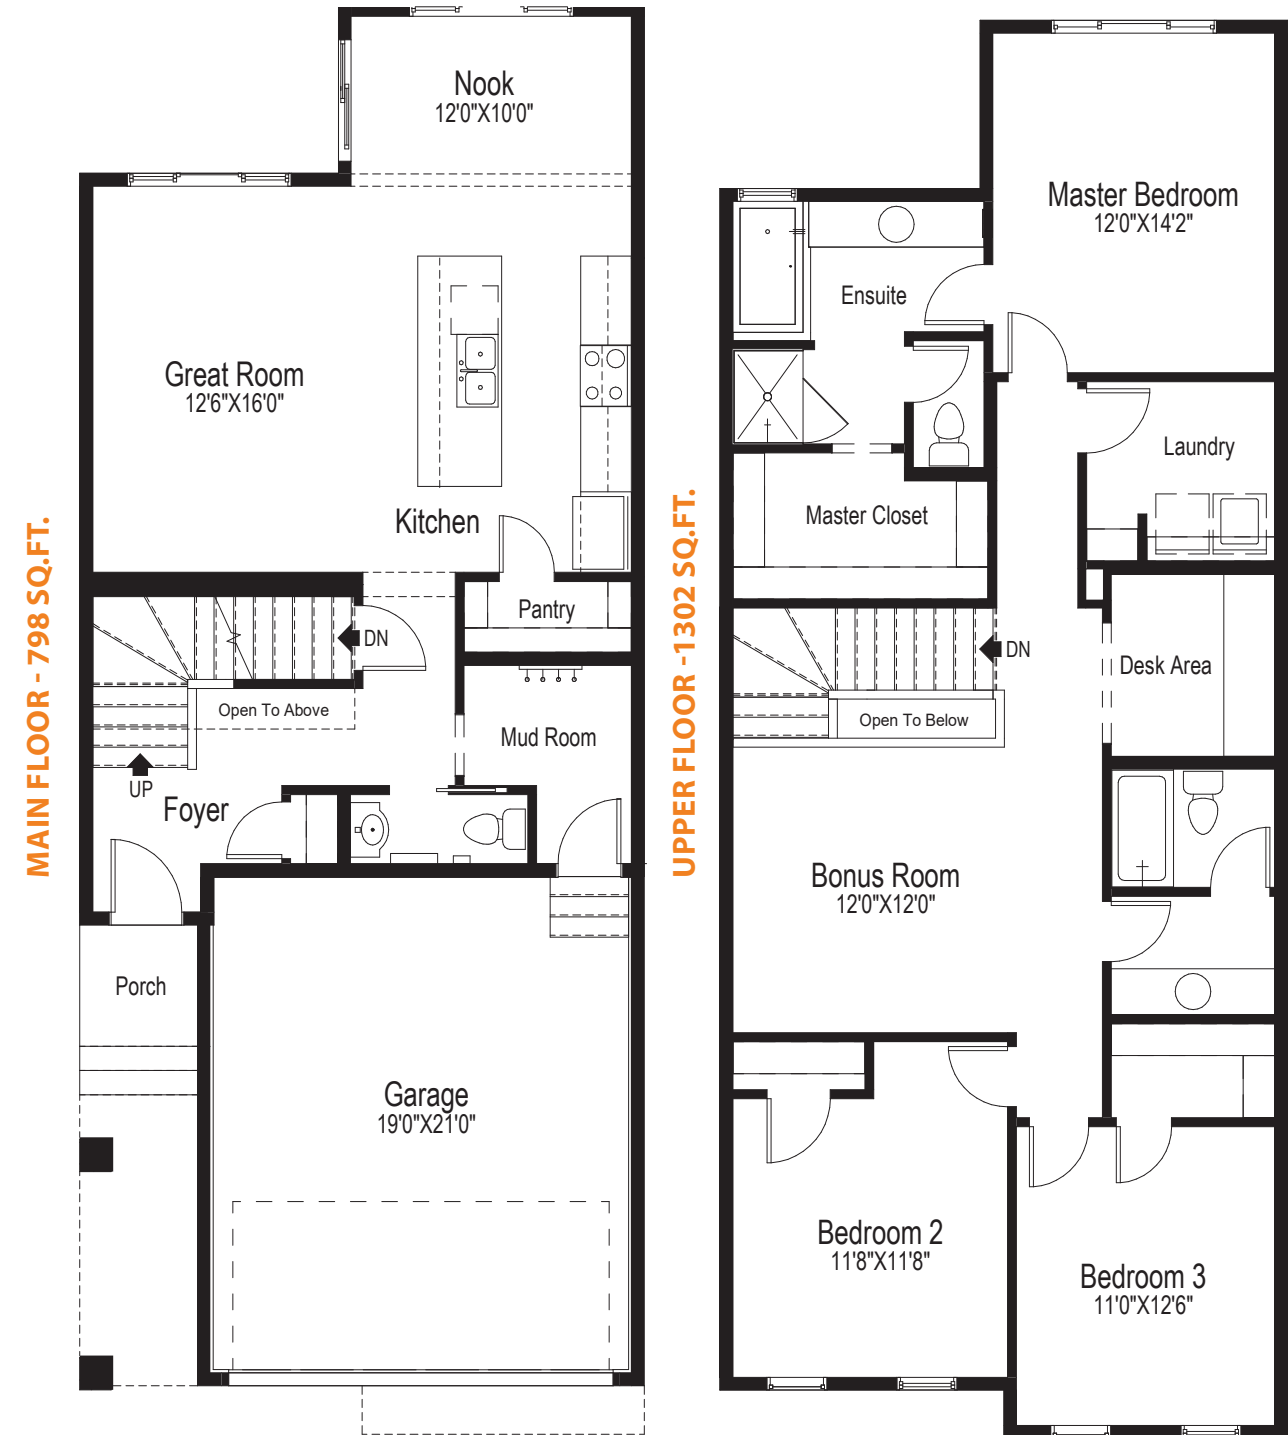 MAIN FLOOR - 798 SQ.FT.
Nook
12'0"X10'0"
Great Room
12'6"X16'0"
Kitchen
Pantry
DN
Open To Above
Mud Room
UP
Foyer
Porch
Garage
19'0"X21'0"
UPPER FLOOR -1302 SQ.FT.
Master Bedroom
12'0"X14'2"
Ensuite
Laundry
Master Closet
DN
Desk Area
Open To Below
Bonus Room
12'0"X12'0"
Bedroom 2
11'8"X11'8"
Bedroom 3
11'0"X12'6"